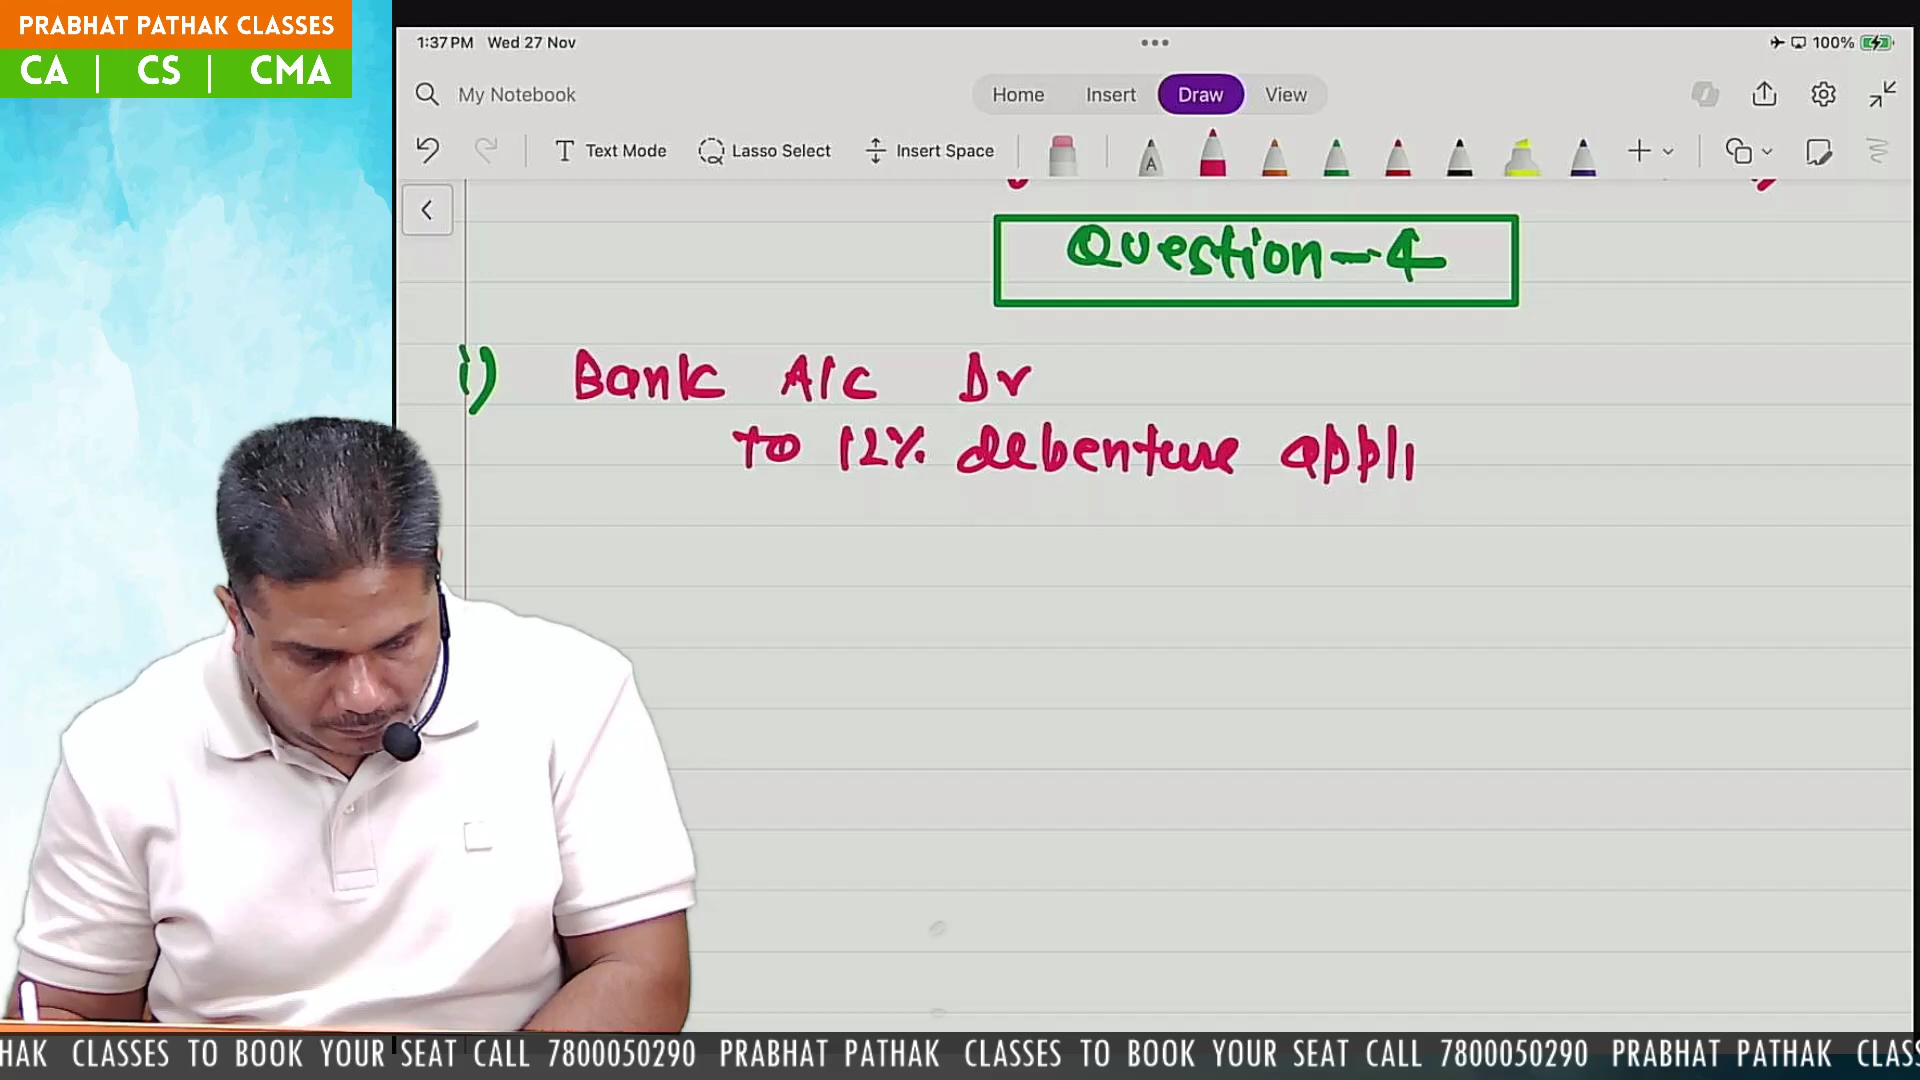 PRABHAT PATHAK CLASSES
CA | CS | CMA
1:37 PM Wed 27 Nov
100%
My Notebook
Home Insert Draw View
Text Mode Lasso Select Insert Space
A
Question-4
i) Bank A/c Dr
To 12% debenture appli
HAK CLASSES TO BOOK YOUR SEAT CALL 7800050290 PRABHAT PATHAK CLASSES TO BOOK YOUR SEAT CALL 7800050290 PRABHAT PATHAK CLASS